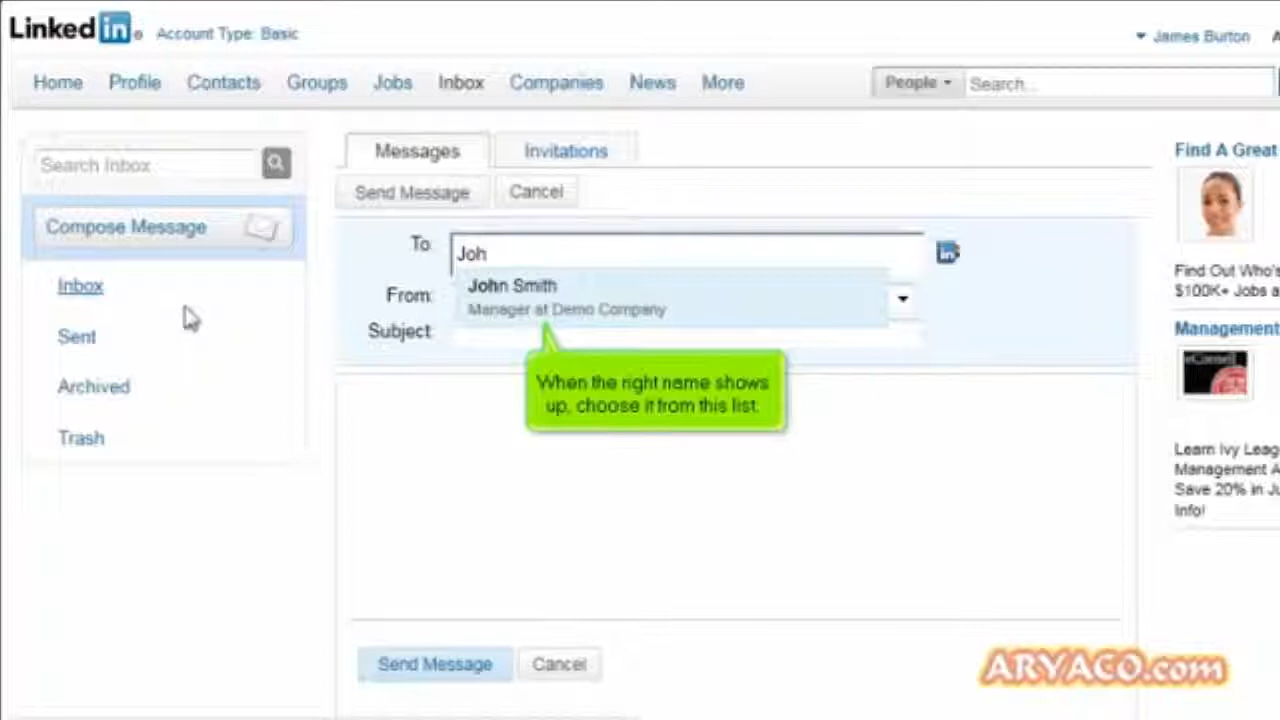 Linked in® Account Type: Basic
James Burton
Home Profile Contacts Groups Jobs Inbox Companies News More
People Search...
Search Inbox
Compose Message
Inbox
Sent
Archived
Trash
Messages Invitations
Send Message Cancel
To
Joh
in
John Smith
Manager at Demo Company
From:
Subject:
When the right name shows
up, choose it from this list.
Send Message Cancel
Find A Great
Find Out Who's
$100K+ Jobs a
Management
eCornell
Learn Ivy Leag
Management A
Save 20% in Ju
Info!
ARYACO.com